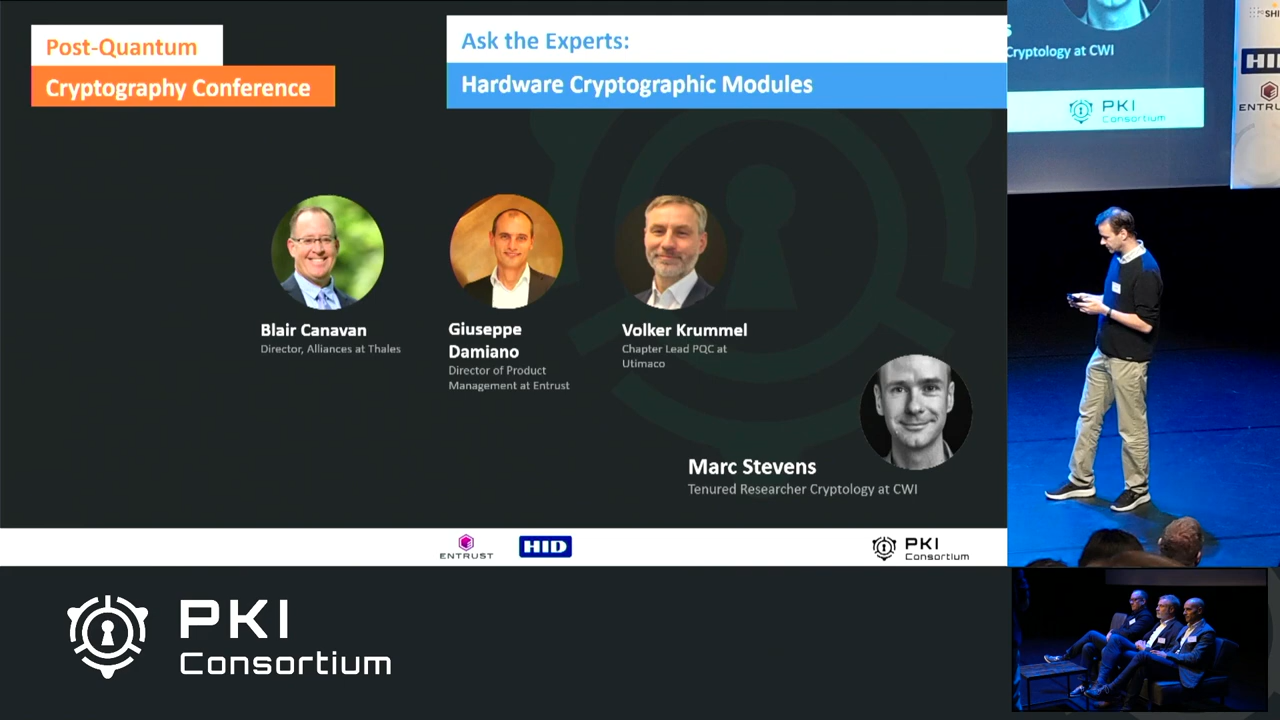 Post-Quantum
Cryptography Conference
Ask the Experts:
Hardware Cryptographic Modules
Blair Canavan
Director, Alliances at Thales
Giuseppe
Damiano
Director of Product
Management at Entrust
Volker Krummel
Chapter Lead PQC at
Utimaco
Marc Stevens
Tenured Researcher Cryptology at CWI
ENTRUST
HID
PKI
Consortium
PKI
Consortium
s
Cryptology at CWI
PKI
Consortium
SHI
HID
ENTRU